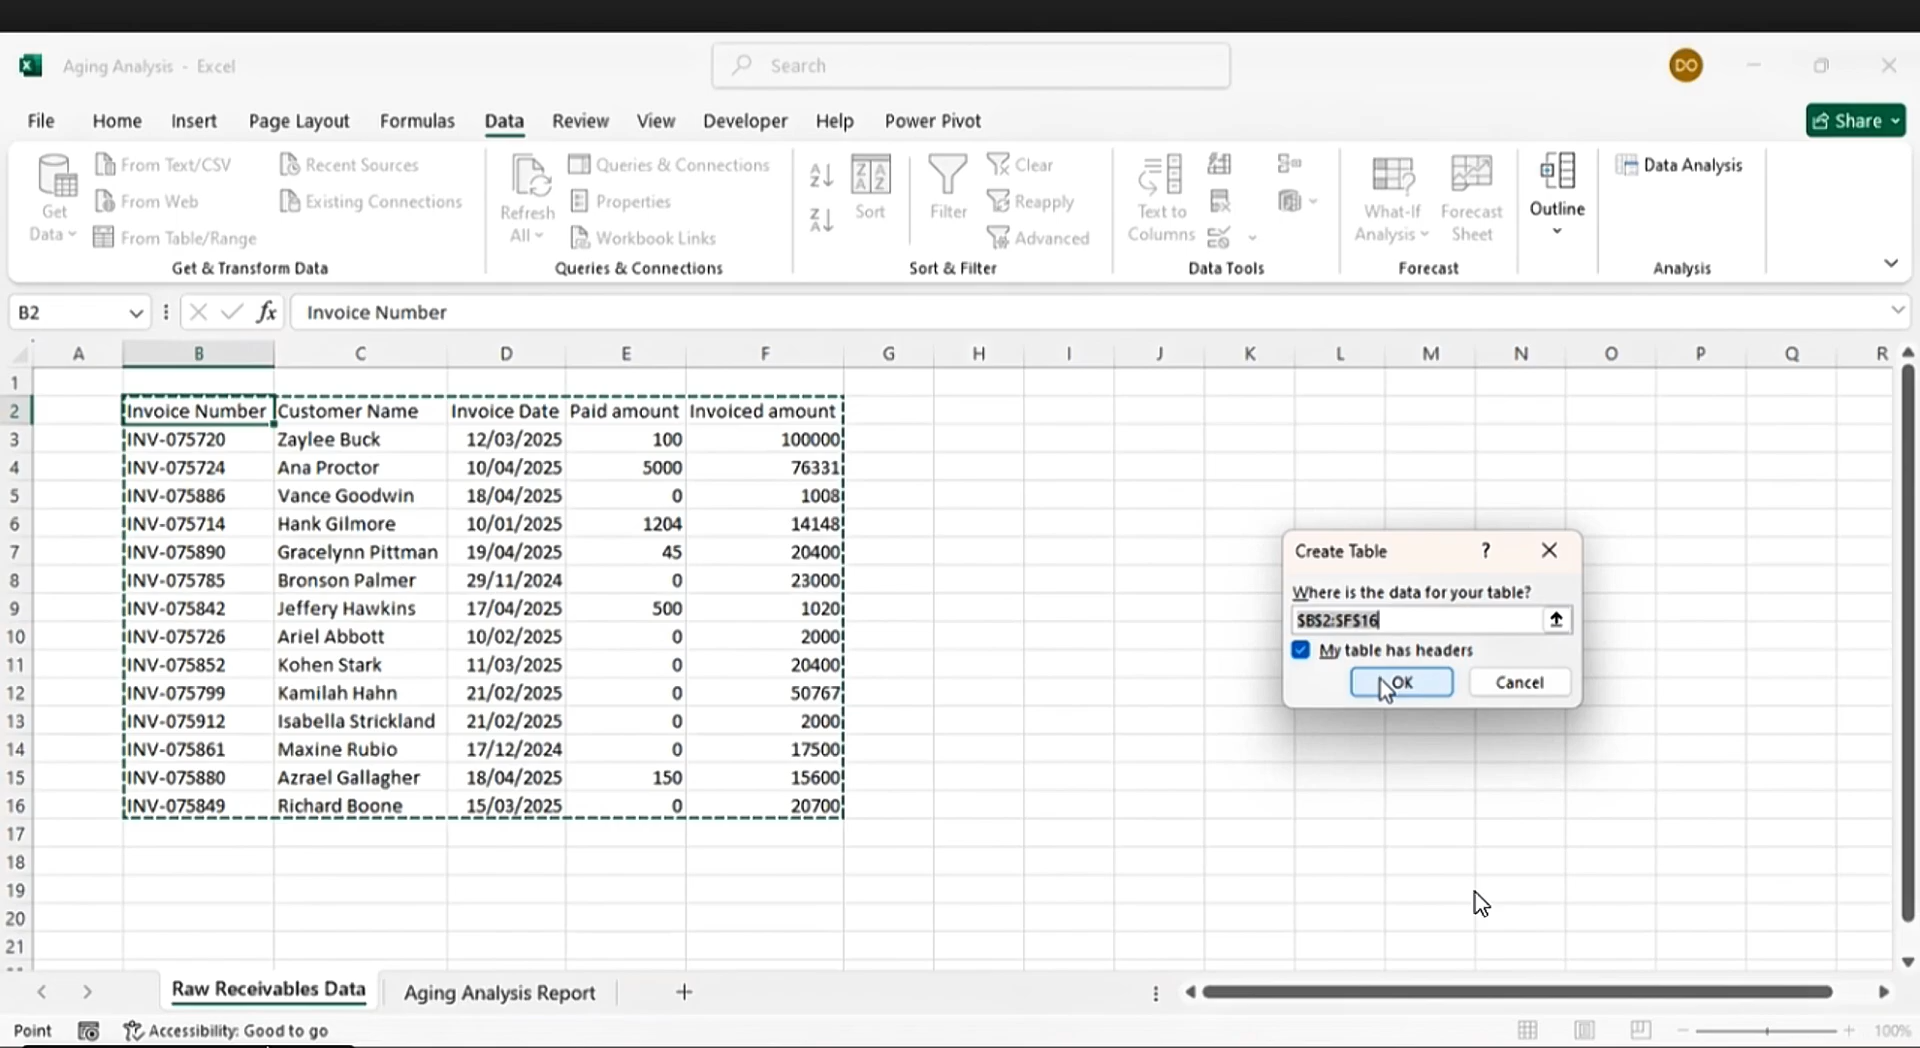 Aging Analysis - Excel
Search
DO
File Home Insert Page Layout Formulas Data Review View Developer Help Power Pivot
Share
Get Data
From Text/CSV
From Web
From Table/Range
Recent Sources
Existing Connections
Get & Transform Data
Refresh All
Queries & Connections
Properties
Workbook Links
Queries & Connections
Sort
Filter
Clear
Reapply
Advanced
Sort & Filter
Text to Columns
Data Tools
What-If Analysis
Forecast Sheet
Forecast
Outline
Data Analysis
Analysis
B2 fx Invoice Number
A B C D E F G H I J K L M N O P Q R
1
2 Invoice Number Customer Name Invoice Date Paid amount Invoiced amount
3 INV-075720 Zaylee Buck 12/03/2025 100 100000
4 INV-075724 Ana Proctor 10/04/2025 5000 76331
5 INV-075886 Vance Goodwin 18/04/2025 0 1008
6 INV-075714 Hank Gilmore 10/01/2025 1204 14148
7 INV-075890 Gracelynn Pittman 19/04/2025 45 20400
8 INV-075785 Bronson Palmer 29/11/2024 0 23000
9 INV-075842 Jeffery Hawkins 17/04/2025 500 1020
10 INV-075726 Ariel Abbott 10/02/2025 0 2000
11 INV-075852 Kohen Stark 11/03/2025 0 20400
12 INV-075799 Kamilah Hahn 21/02/2025 0 50767
13 INV-075912 Isabella Strickland 21/02/2025 0 2000
14 INV-075861 Maxine Rubio 17/12/2024 0 17500
15 INV-075880 Azrael Gallagher 18/04/2025 150 15600
16 INV-075849 Richard Boone 15/03/2025 0 20700
17
18
19
20
21
Create Table ?
Where is the data for your table?
$B$2:$F$16
My table has headers
OK Cancel
Raw Receivables Data Aging Analysis Report
Point Accessibility: Good to go 100%